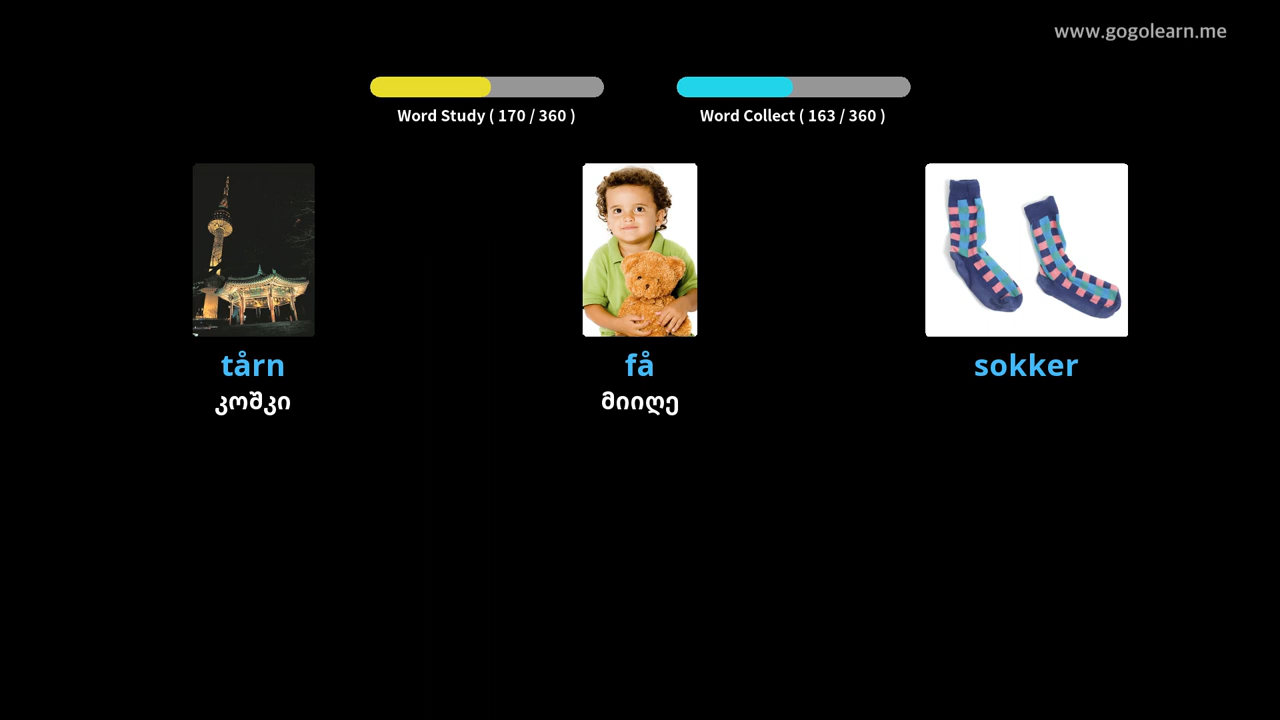 www.gogolearn.me
Word Study ( 170 / 360 )
Word Collect ( 163 / 360 )
tårn
კოშკი
få
მიიღე
sokker